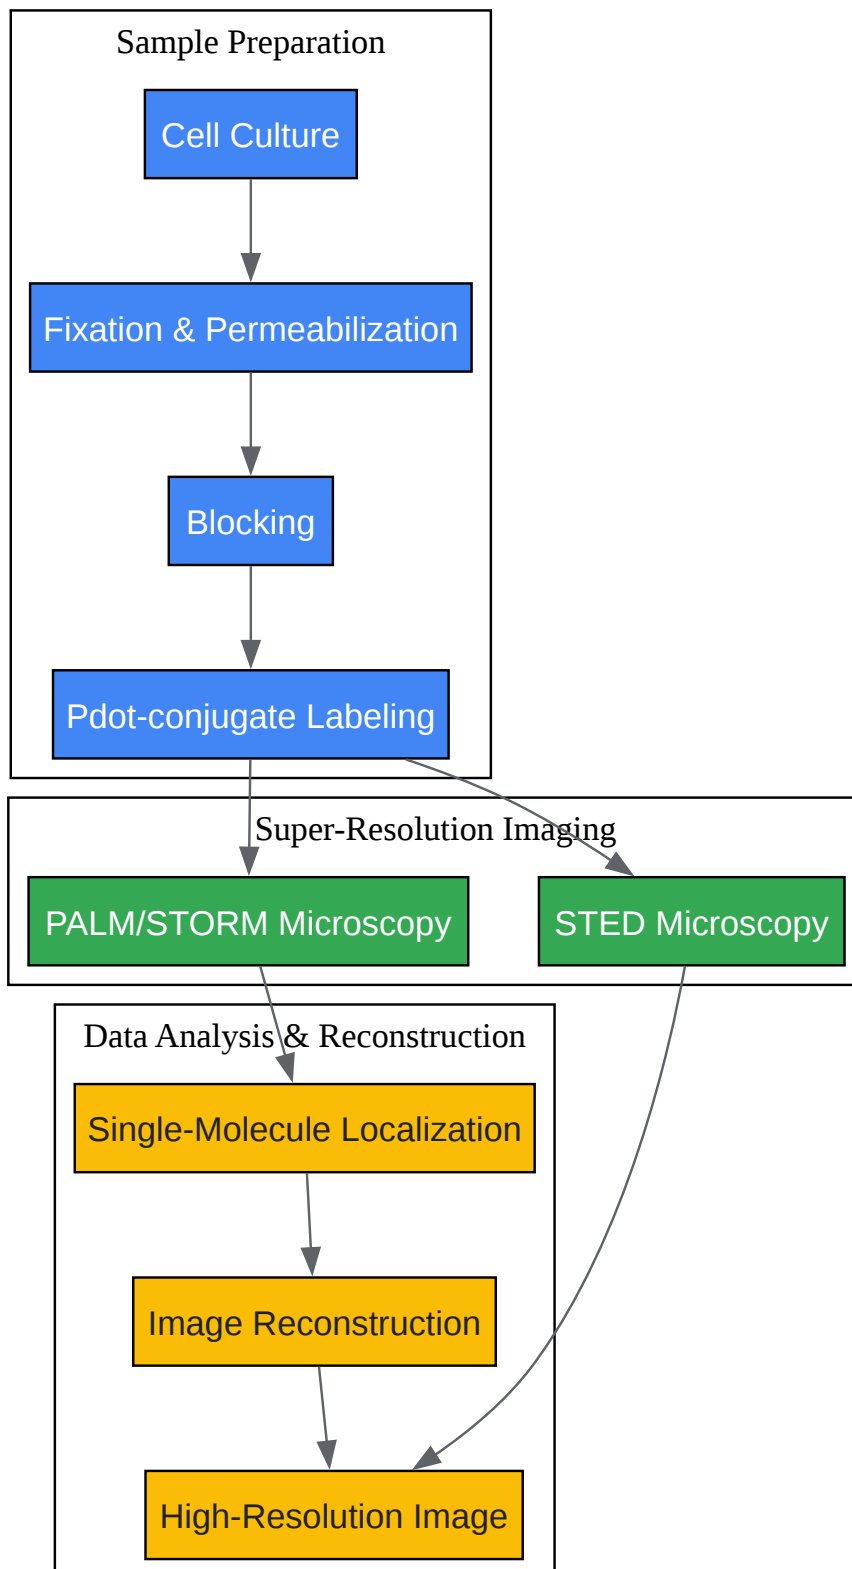 Sample Preparation
Cell Culture
Fixation & Permeabilization
Blocking
Pdot-conjugate Labeling
Super-Resolution Imaging
PALM/STORM Microscopy
STED Microscopy
Data Analysis & Reconstruction
Single-Molecule Localization
Image Reconstruction
High-Resolution Image